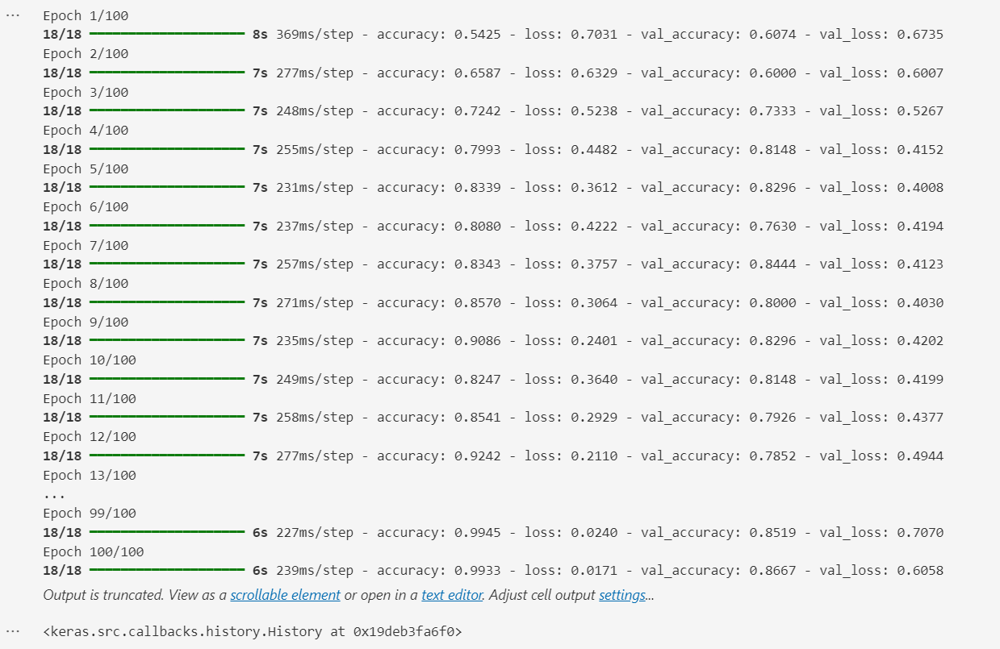 ... Epoch 1/100
18/18 ━━━━━━━━━━━━━━━━━━━━ 8s 369ms/step - accuracy: 0.5425 - loss: 0.7031 - val_accuracy: 0.6074 - val_loss: 0.6735
Epoch 2/100
18/18 ━━━━━━━━━━━━━━━━━━━━ 7s 277ms/step - accuracy: 0.6587 - loss: 0.6329 - val_accuracy: 0.6000 - val_loss: 0.6007
Epoch 3/100
18/18 ━━━━━━━━━━━━━━━━━━━━ 7s 248ms/step - accuracy: 0.7242 - loss: 0.5238 - val_accuracy: 0.7333 - val_loss: 0.5267
Epoch 4/100
18/18 ━━━━━━━━━━━━━━━━━━━━ 7s 255ms/step - accuracy: 0.7993 - loss: 0.4482 - val_accuracy: 0.8148 - val_loss: 0.4152
Epoch 5/100
18/18 ━━━━━━━━━━━━━━━━━━━━ 7s 231ms/step - accuracy: 0.8339 - loss: 0.3612 - val_accuracy: 0.8296 - val_loss: 0.4008
Epoch 6/100
18/18 ━━━━━━━━━━━━━━━━━━━━ 7s 237ms/step - accuracy: 0.8080 - loss: 0.4222 - val_accuracy: 0.7630 - val_loss: 0.4194
Epoch 7/100
18/18 ━━━━━━━━━━━━━━━━━━━━ 7s 257ms/step - accuracy: 0.8343 - loss: 0.3757 - val_accuracy: 0.8444 - val_loss: 0.4123
Epoch 8/100
18/18 ━━━━━━━━━━━━━━━━━━━━ 7s 271ms/step - accuracy: 0.8570 - loss: 0.3064 - val_accuracy: 0.8000 - val_loss: 0.4030
Epoch 9/100
18/18 ━━━━━━━━━━━━━━━━━━━━ 7s 235ms/step - accuracy: 0.9086 - loss: 0.2401 - val_accuracy: 0.8296 - val_loss: 0.4202
Epoch 10/100
18/18 ━━━━━━━━━━━━━━━━━━━━ 7s 249ms/step - accuracy: 0.8247 - loss: 0.3640 - val_accuracy: 0.8148 - val_loss: 0.4199
Epoch 11/100
18/18 ━━━━━━━━━━━━━━━━━━━━ 7s 258ms/step - accuracy: 0.8541 - loss: 0.2929 - val_accuracy: 0.7926 - val_loss: 0.4377
Epoch 12/100
18/18 ━━━━━━━━━━━━━━━━━━━━ 7s 277ms/step - accuracy: 0.9242 - loss: 0.2110 - val_accuracy: 0.7852 - val_loss: 0.4944
Epoch 13/100
...
Epoch 99/100
18/18 ━━━━━━━━━━━━━━━━━━━━ 6s 227ms/step - accuracy: 0.9945 - loss: 0.0240 - val_accuracy: 0.8519 - val_loss: 0.7070
Epoch 100/100
18/18 ━━━━━━━━━━━━━━━━━━━━ 6s 239ms/step - accuracy: 0.9933 - loss: 0.0171 - val_accuracy: 0.8667 - val_loss: 0.6058
Output is truncated. View as a scrollable element or open in a text editor. Adjust cell output settings...
... <keras.src.callbacks.history.History at 0x19deb3fa6f0>